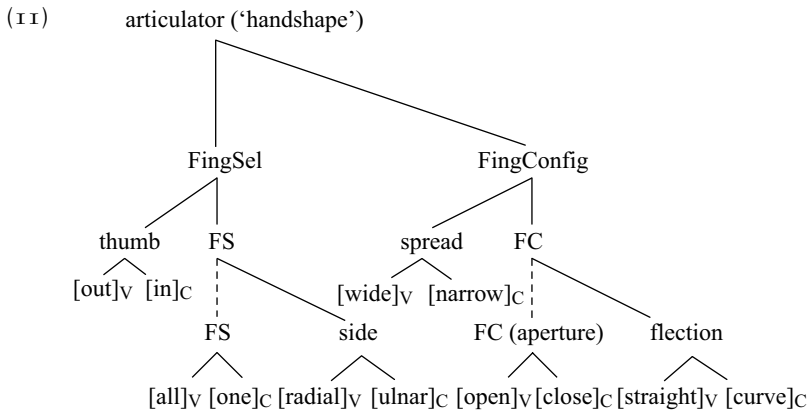 (11) articulator (‘handshape’)
FingSel FingConfig
thumb FS spread FC
[out]V [in]C [wide]V [narrow]C
FS side FC (aperture) flection
[all]V [one]C [radial]V [ulnar]C [open]V [close]C [straight]V [curve]C